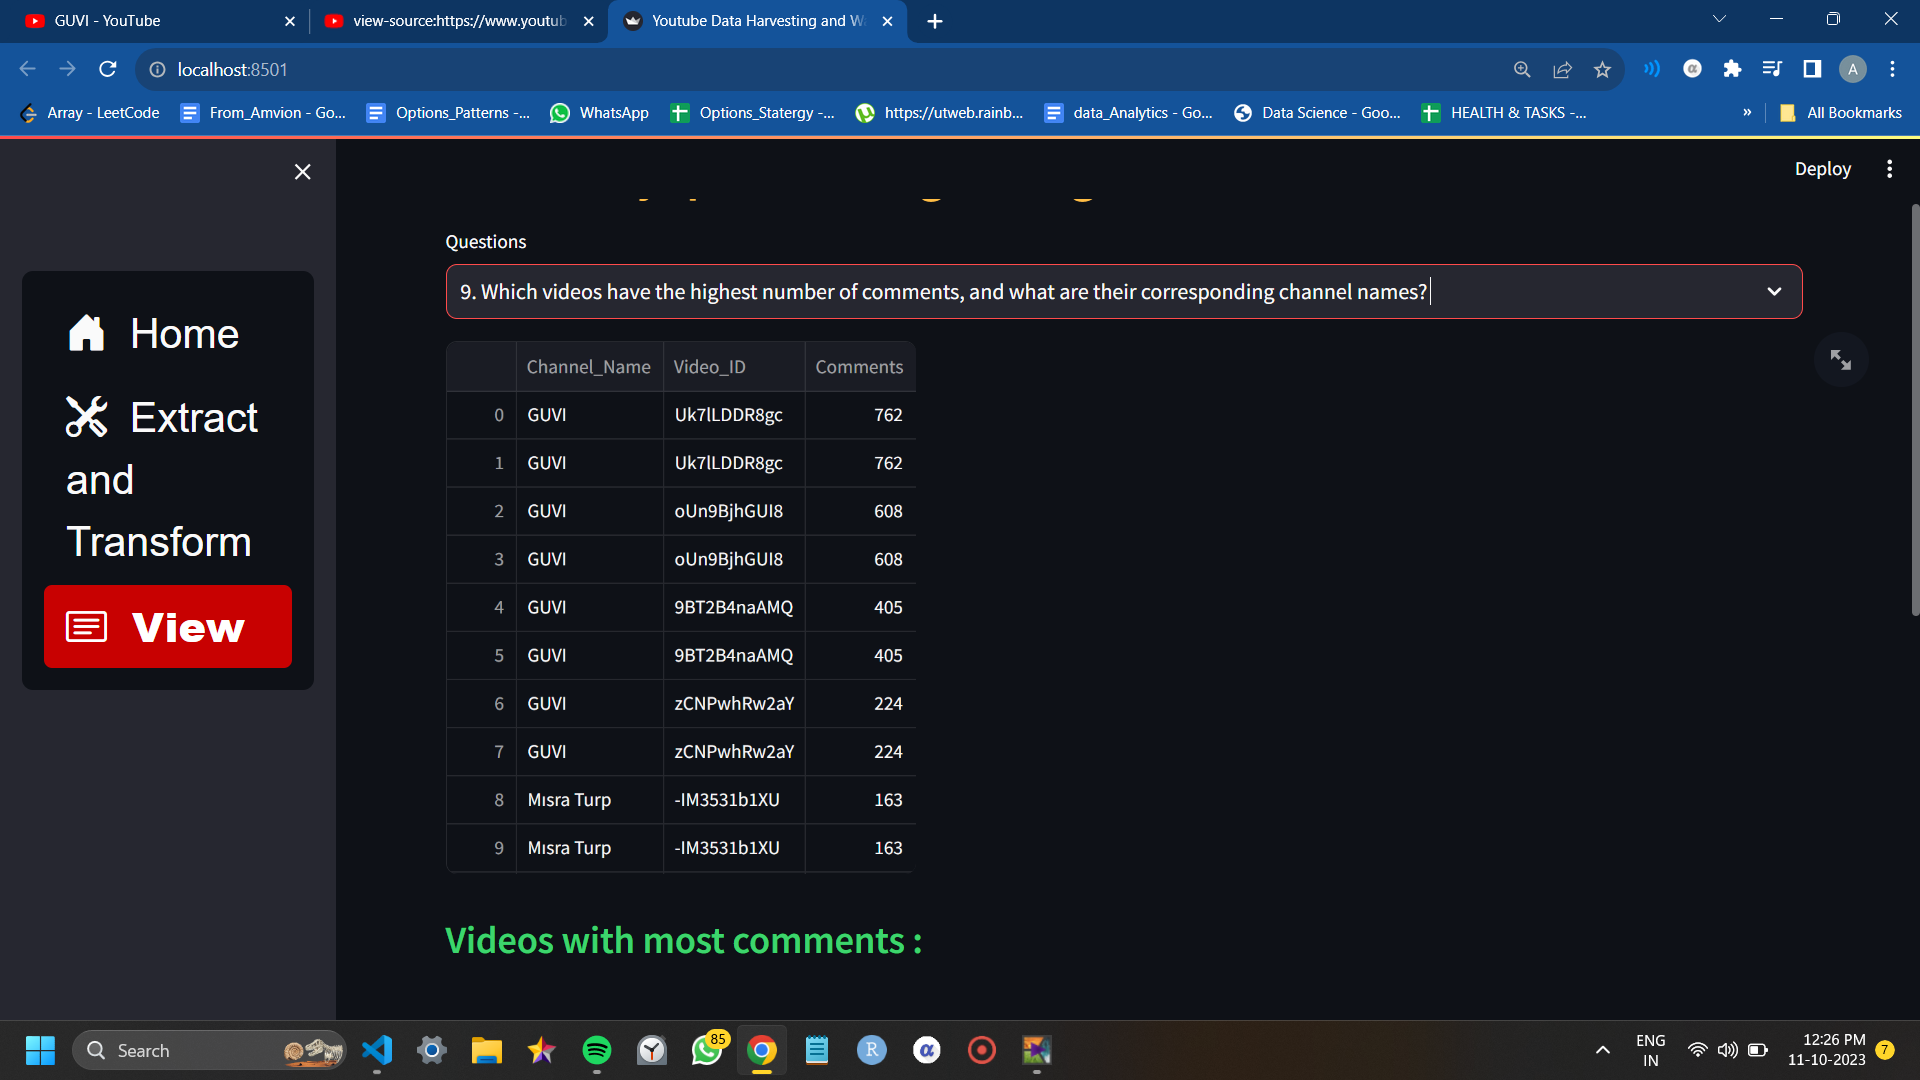 GUVI - YouTube
view-source:https://www.youtub
Youtube Data Harvesting and W
localhost:8501
A
Array - LeetCode
From_Amvion - Go...
Options_Patterns -...
WhatsApp
Options_Statergy -...
https://utweb.rainb...
data_Analytics - Go...
Data Science - Goo...
HEALTH & TASKS -...
»
All Bookmarks
Deploy
Home
Extract
and
Transform
View
Questions
9. Which videos have the highest number of comments, and what are their corresponding channel names?
Channel_Name Video_ID Comments
0 GUVI Uk7lLDDR8gc 762
1 GUVI Uk7lLDDR8gc 762
2 GUVI oUn9BjhGUI8 608
3 GUVI oUn9BjhGUI8 608
4 GUVI 9BT2B4naAMQ 405
5 GUVI 9BT2B4naAMQ 405
6 GUVI zCNPwhRw2aY 224
7 GUVI zCNPwhRw2aY 224
8 Mısra Turp -IM3531b1XU 163
9 Mısra Turp -IM3531b1XU 163
Videos with most comments :
Search
85
R
α
ENG
IN
12:26 PM
11-10-2023
7